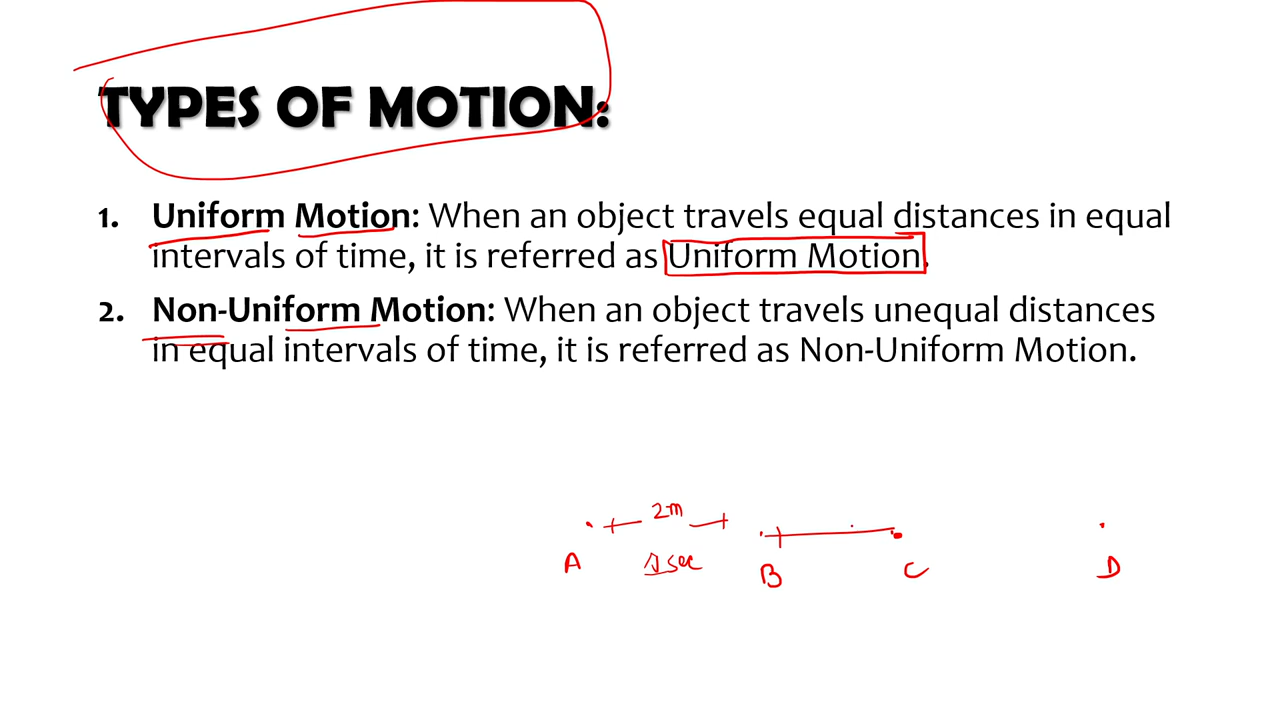 TYPES OF MOTION:
1. Uniform Motion: When an object travels equal distances in equal
intervals of time, it is referred as Uniform Motion.
2. Non-Uniform Motion: When an object travels unequal distances
in equal intervals of time, it is referred as Non-Uniform Motion.
2m
A 1sec B C D